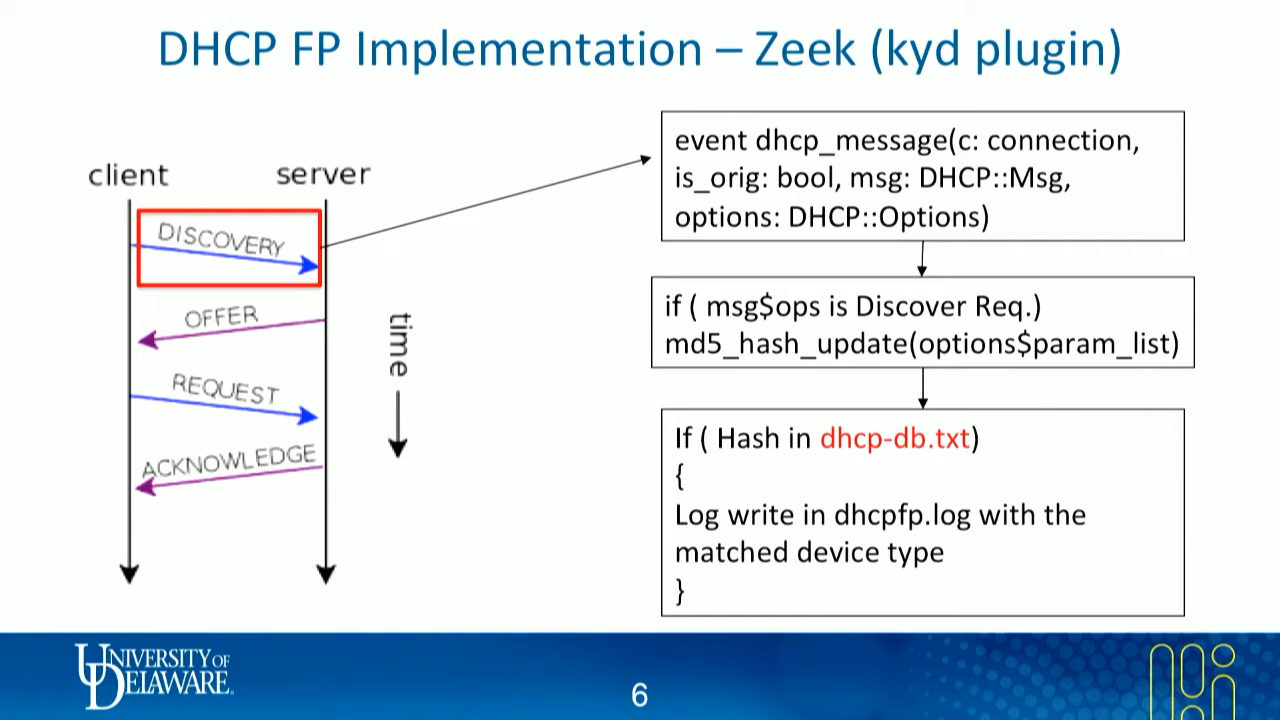 DHCP FP Implementation – Zeek (kyd plugin)
client
server
DISCOVERY
OFFER
REQUEST
ACKNOWLEDGE
time
event dhcp_message(c: connection,
is_orig: bool, msg: DHCP::Msg,
options: DHCP::Options)
if ( msg$ops is Discover Req.)
md5_hash_update(options$param_list)
If ( Hash in dhcp-db.txt)
{
Log write in dhcpfp.log with the
matched device type
}
UNIVERSITY OF
DELAWARE.
6